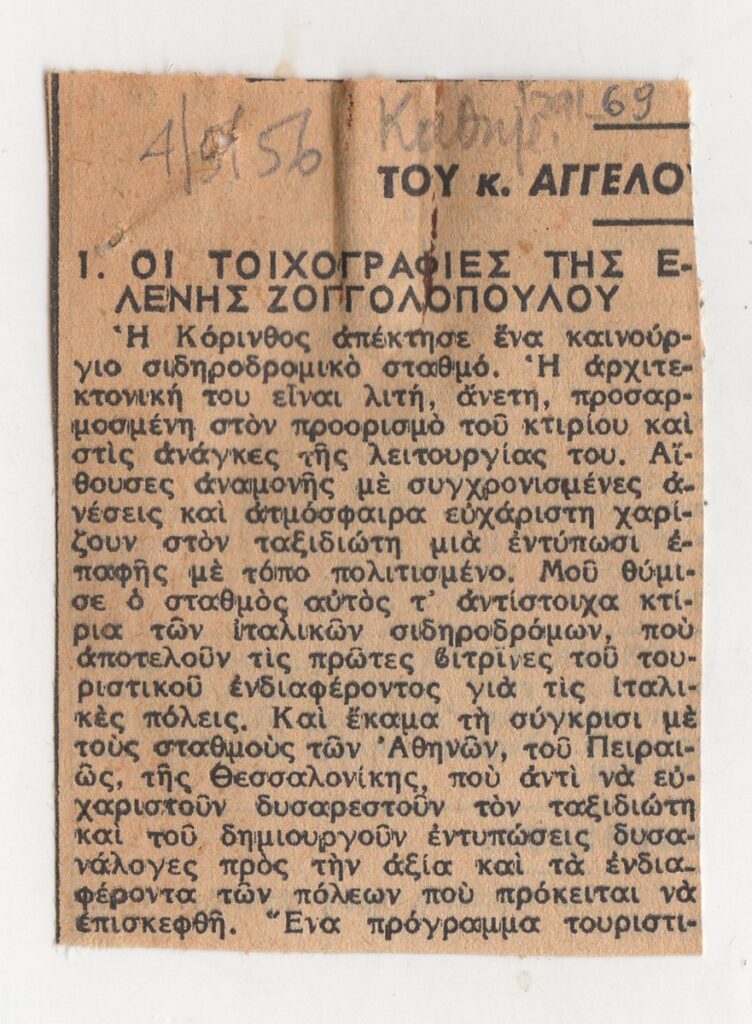 4/9/56 Καθημ. 69
ΤΟΥ κ. ΑΓΓΕΛΟΥ
1. ΟΙ ΤΟΙΧΟΓΡΑΦΙΕΣ ΤΗΣ Ε-
ΛΕΝΗΣ ΖΟΓΓΟΛΟΠΟΥΛΟΥ
Ἡ Κόρινθος ἀπέκτησε ἕνα καινούρ-
γιο σιδηροδρομικὸ σταθμό. Ἡ ἀρχιτε-
κτονική του εἶναι λιτή, ἄνετη, προσαρ-
μοσμένη στὸν προορισμὸ τοῦ κτιρίου καὶ
στὶς ἀνάγκες τῆς λειτουργίας του. Αἴ-
θουσες ἀναμονῆς μὲ συγχρονισμένες ἀ-
νέσεις καὶ ἀτμόσφαιρα εὐχάριστη χαρί-
ζουν στὸν ταξιδιώτη μιὰ ἐντύπωσι ἐ-
παφῆς μὲ τόπο πολιτισμένο. Μοῦ θύμι-
σε ὁ σταθμὸς αὐτὸς τ' ἀντίστοιχα κτί-
ρια τῶν ἰταλικῶν σιδηροδρόμων, ποὺ
ἀποτελοῦν τὶς πρῶτες βιτρῖνες τοῦ του-
ριστικοῦ ἐνδιαφέροντος γιὰ τὶς ἰταλι-
κὲς πόλεις. Καὶ ἔκαμα τὴ σύγκρισι μὲ
τοὺς σταθμοὺς τῶν Ἀθηνῶν, τοῦ Πειραι-
ῶς, τῆς Θεσσαλονίκης, ποὺ ἀντὶ νὰ εὐ-
χαριστοῦν δυσαρεστοῦν τὸν ταξιδιώτη
καὶ τοῦ δημιουργοῦν ἐντυπώσεις δυσα-
νάλογες πρὸς τὴν ἀξία καὶ τὰ ἐνδια-
φέροντα τῶν πόλεων ποὺ πρόκειται νὰ
ἐπισκεφθῆ. Ἕνα πρόγραμμα τουριστι-